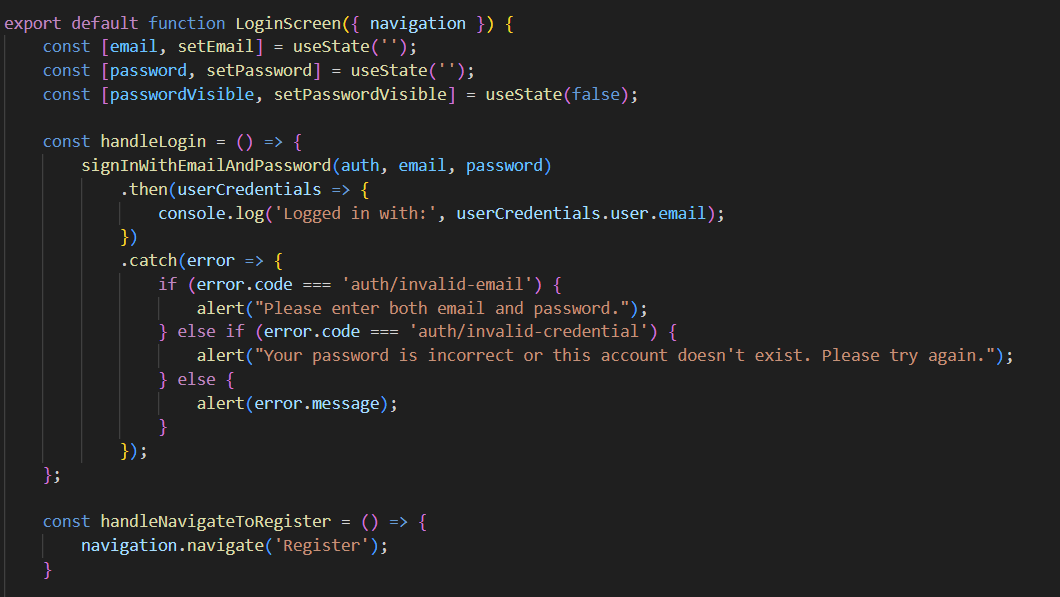 export default function LoginScreen({ navigation }) {
    const [email, setEmail] = useState('');
    const [password, setPassword] = useState('');
    const [passwordVisible, setPasswordVisible] = useState(false);

    const handleLogin = () => {
        signInWithEmailAndPassword(auth, email, password)
            .then(userCredentials => {
                console.log('Logged in with:', userCredentials.user.email);
            })
            .catch(error => {
                if (error.code === 'auth/invalid-email') {
                    alert("Please enter both email and password.");
                } else if (error.code === 'auth/invalid-credential') {
                    alert("Your password is incorrect or this account doesn't exist. Please try again.");
                } else {
                    alert(error.message);
                }
            });
    };

    const handleNavigateToRegister = () => {
        navigation.navigate('Register');
    }